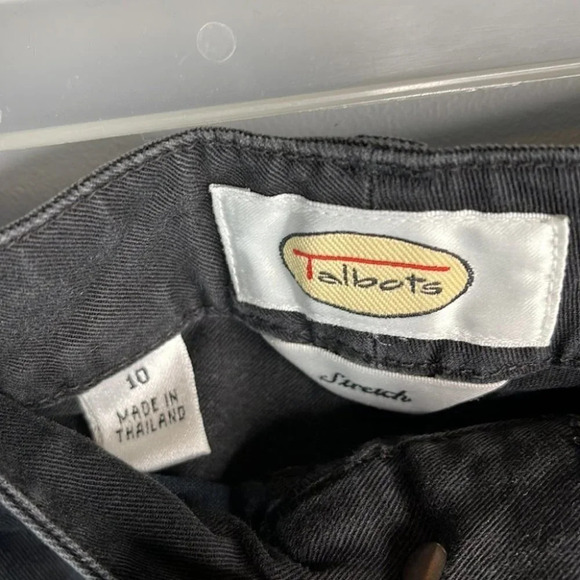 Talbots
Stretch
10
MADE IN
THAILAND